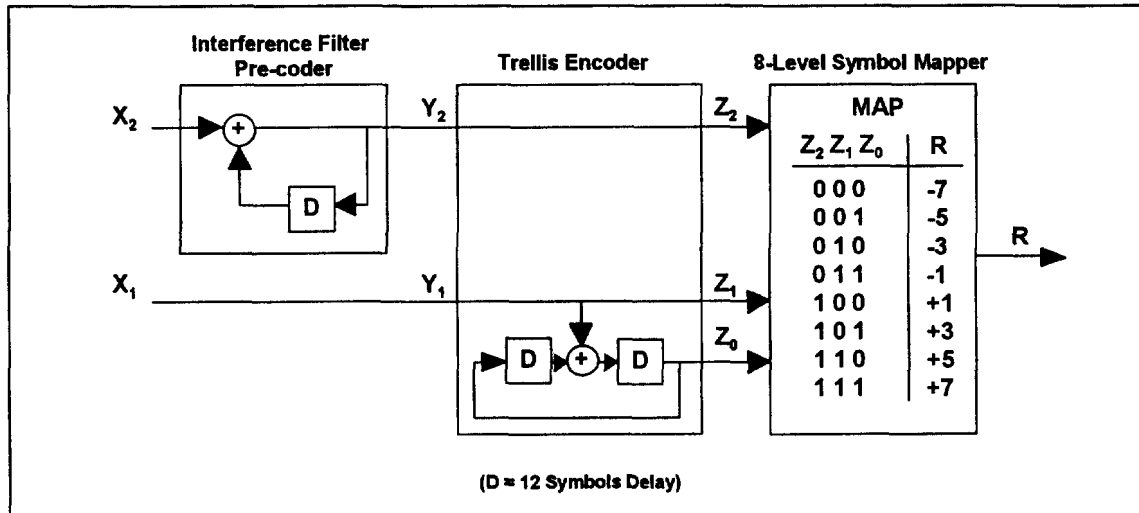 Interference Filter
Pre-coder
Trellis Encoder
8-Level Symbol Mapper
X₂
+
D
Y₂
Z₂
X₁
Y₁
Z₁
D
+
D
Z₀
MAP
Z₂ Z₁ Z₀ R
0 0 0 -7
0 0 1 -5
0 1 0 -3
0 1 1 -1
1 0 0 +1
1 0 1 +3
1 1 0 +5
1 1 1 +7
R
(D = 12 Symbols Delay)